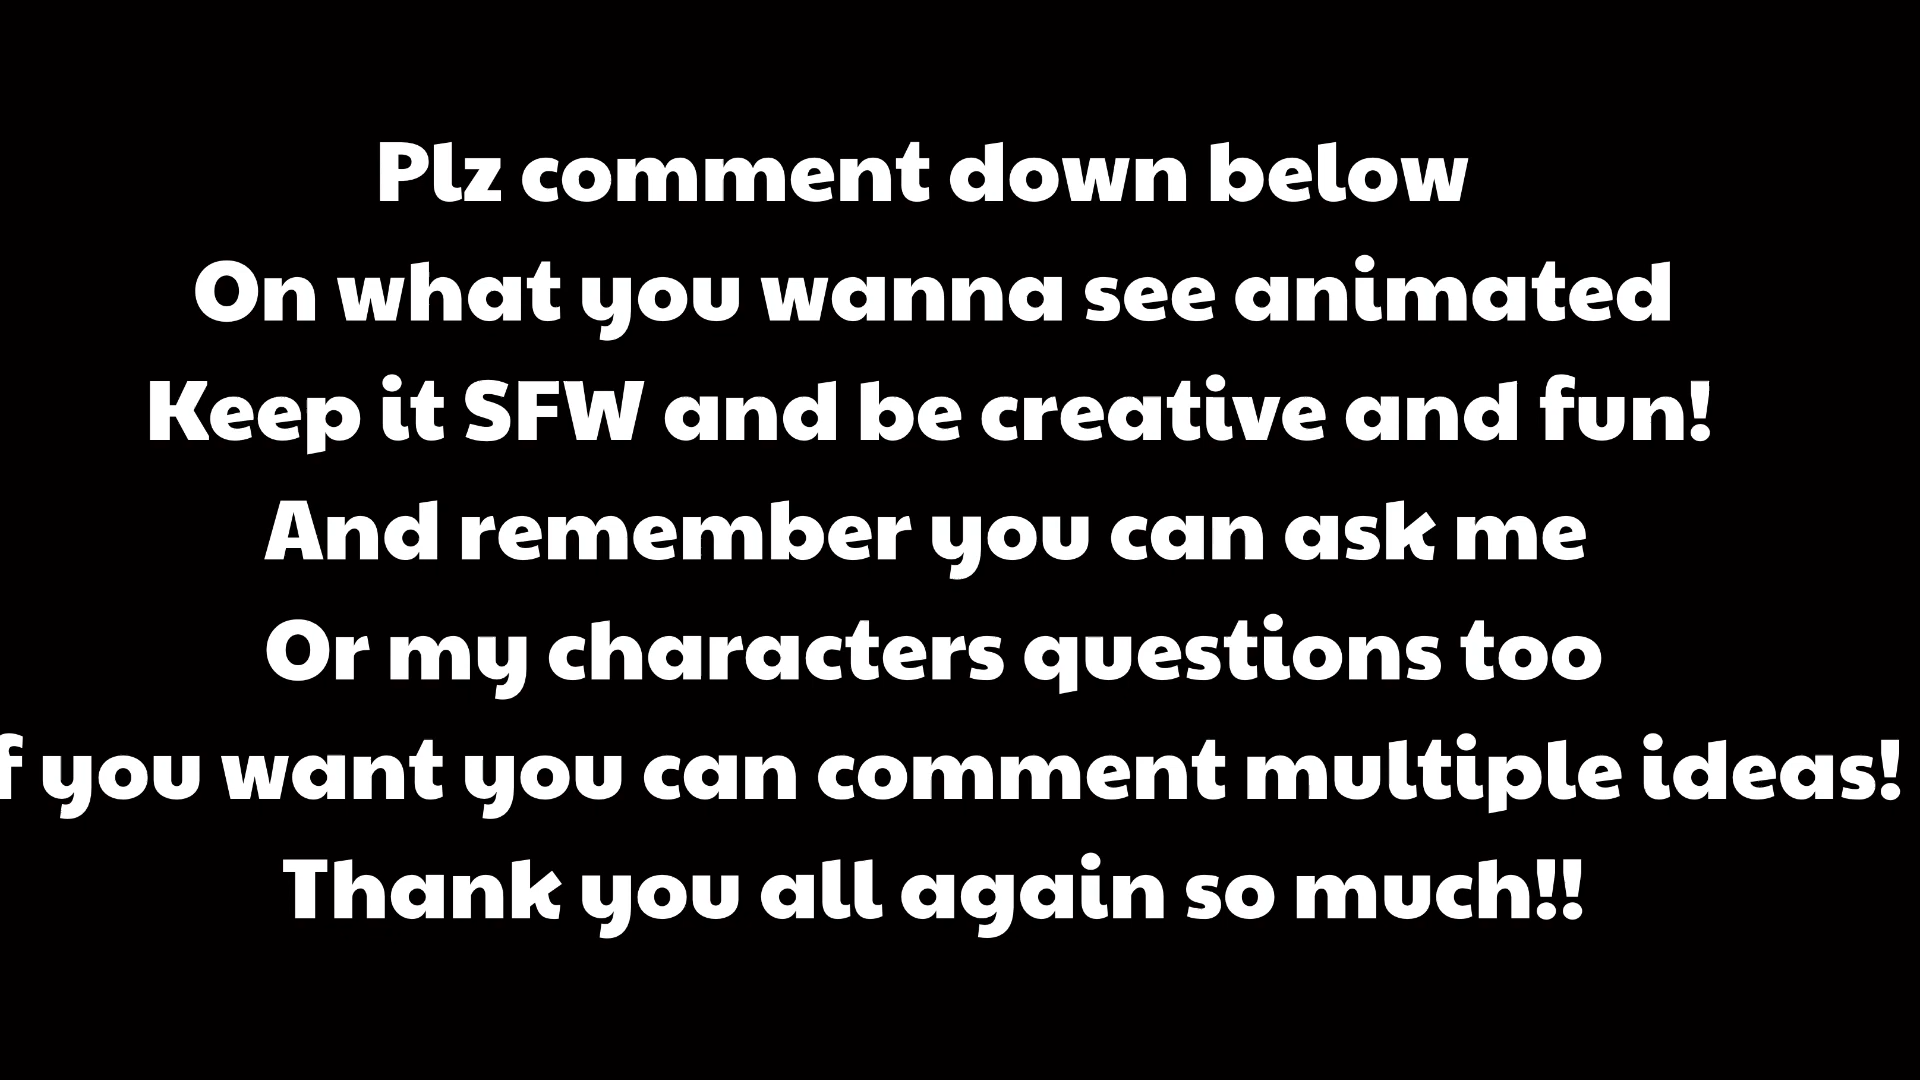 Plz comment down below
On what you wanna see animated
Keep it SFW and be creative and fun!
And remember you can ask me
Or my characters questions too
f you want you can comment multiple ideas!
Thank you all again so much!!